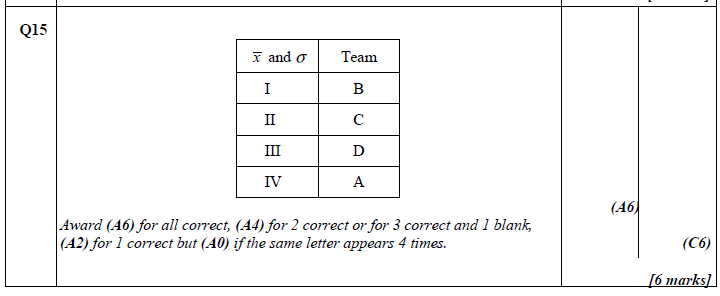 Q15
x̄ and σ Team
I B
II C
III D
IV A
(A6)
Award (A6) for all correct, (A4) for 2 correct or for 3 correct and 1 blank,
(A2) for 1 correct but (A0) if the same letter appears 4 times.
(C6)
[6 marks]